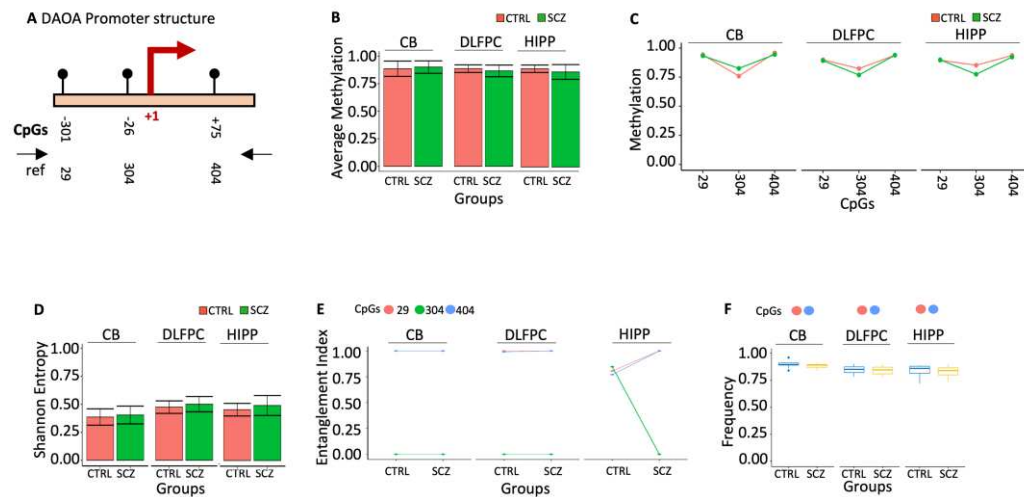 A DAOA Promoter structure
+1
CpGs
-301
-26
+75
ref
29
304
404
B
CTRL SCZ
CB DLFPC HIPP
Average Methylation
1.00
0.75
0.50
0.25
0.00
CTRL SCZ CTRL SCZ CTRL SCZ
Groups
C
CTRL SCZ
CB DLFPC HIPP
Methylation
1.00
0.75
0.50
0.25
0.00
29 304 404 29 304 404 29 304 404
CpGs
D
CTRL SCZ
CB DLFPC HIPP
Shannon Entropy
1.00
0.75
0.50
0.25
0.00
CTRL SCZ CTRL SCZ CTRL SCZ
Groups
E
CpGs 29 304 404
CB DLFPC HIPP
Entanglement Index
1.00
0.75
0.50
0.25
0.00
CTRL SCZ CTRL SCZ CTRL SCZ
Groups
F
CpGs
CB DLFPC HIPP
Frequency
1.00
0.75
0.50
0.25
0.00
CTRL SCZ CTRL SCZ CTRL SCZ
Groups